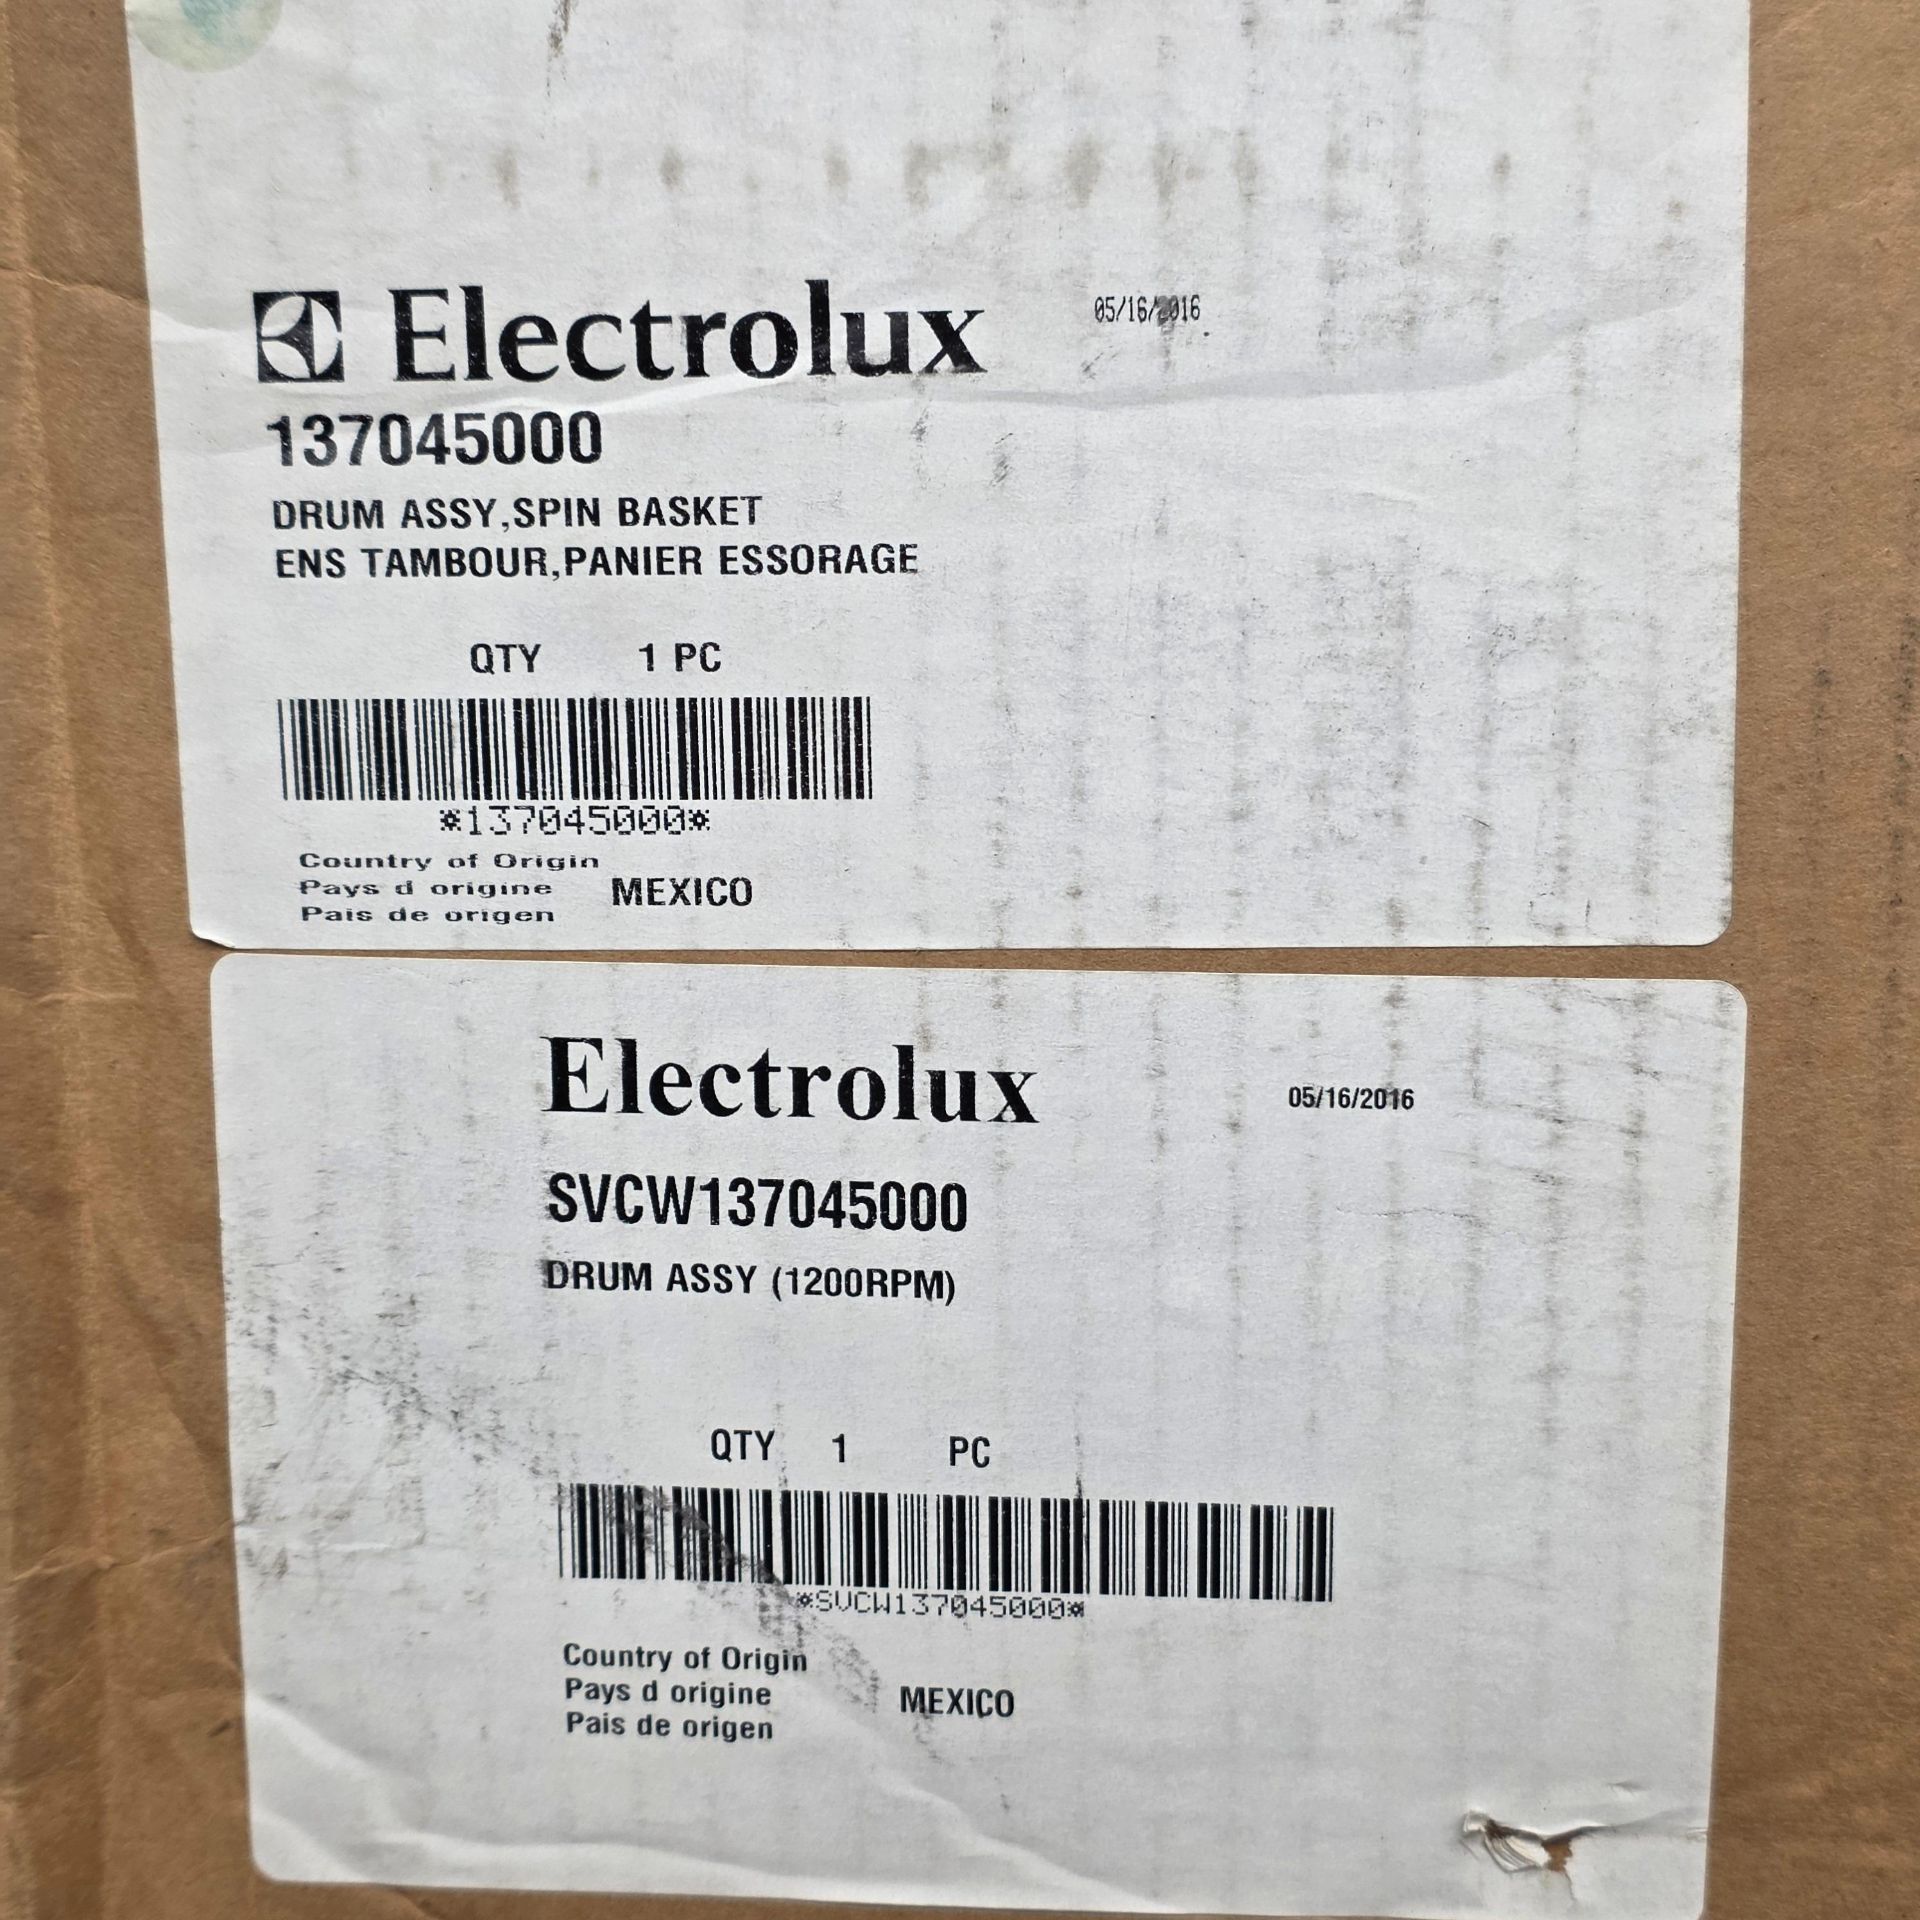 Electrolux 05/16/2016
137045000
DRUM ASSY,SPIN BASKET
ENS TAMBOUR,PANIER ESSORAGE
QTY 1 PC
*137045000*
Country of Origin
Pays d origine MEXICO
Pais de origen
Electrolux 05/16/2016
SVCW137045000
DRUM ASSY (1200RPM)
QTY 1 PC
*SVCW137045000*
Country of Origin
Pays d origine MEXICO
Pais de origen